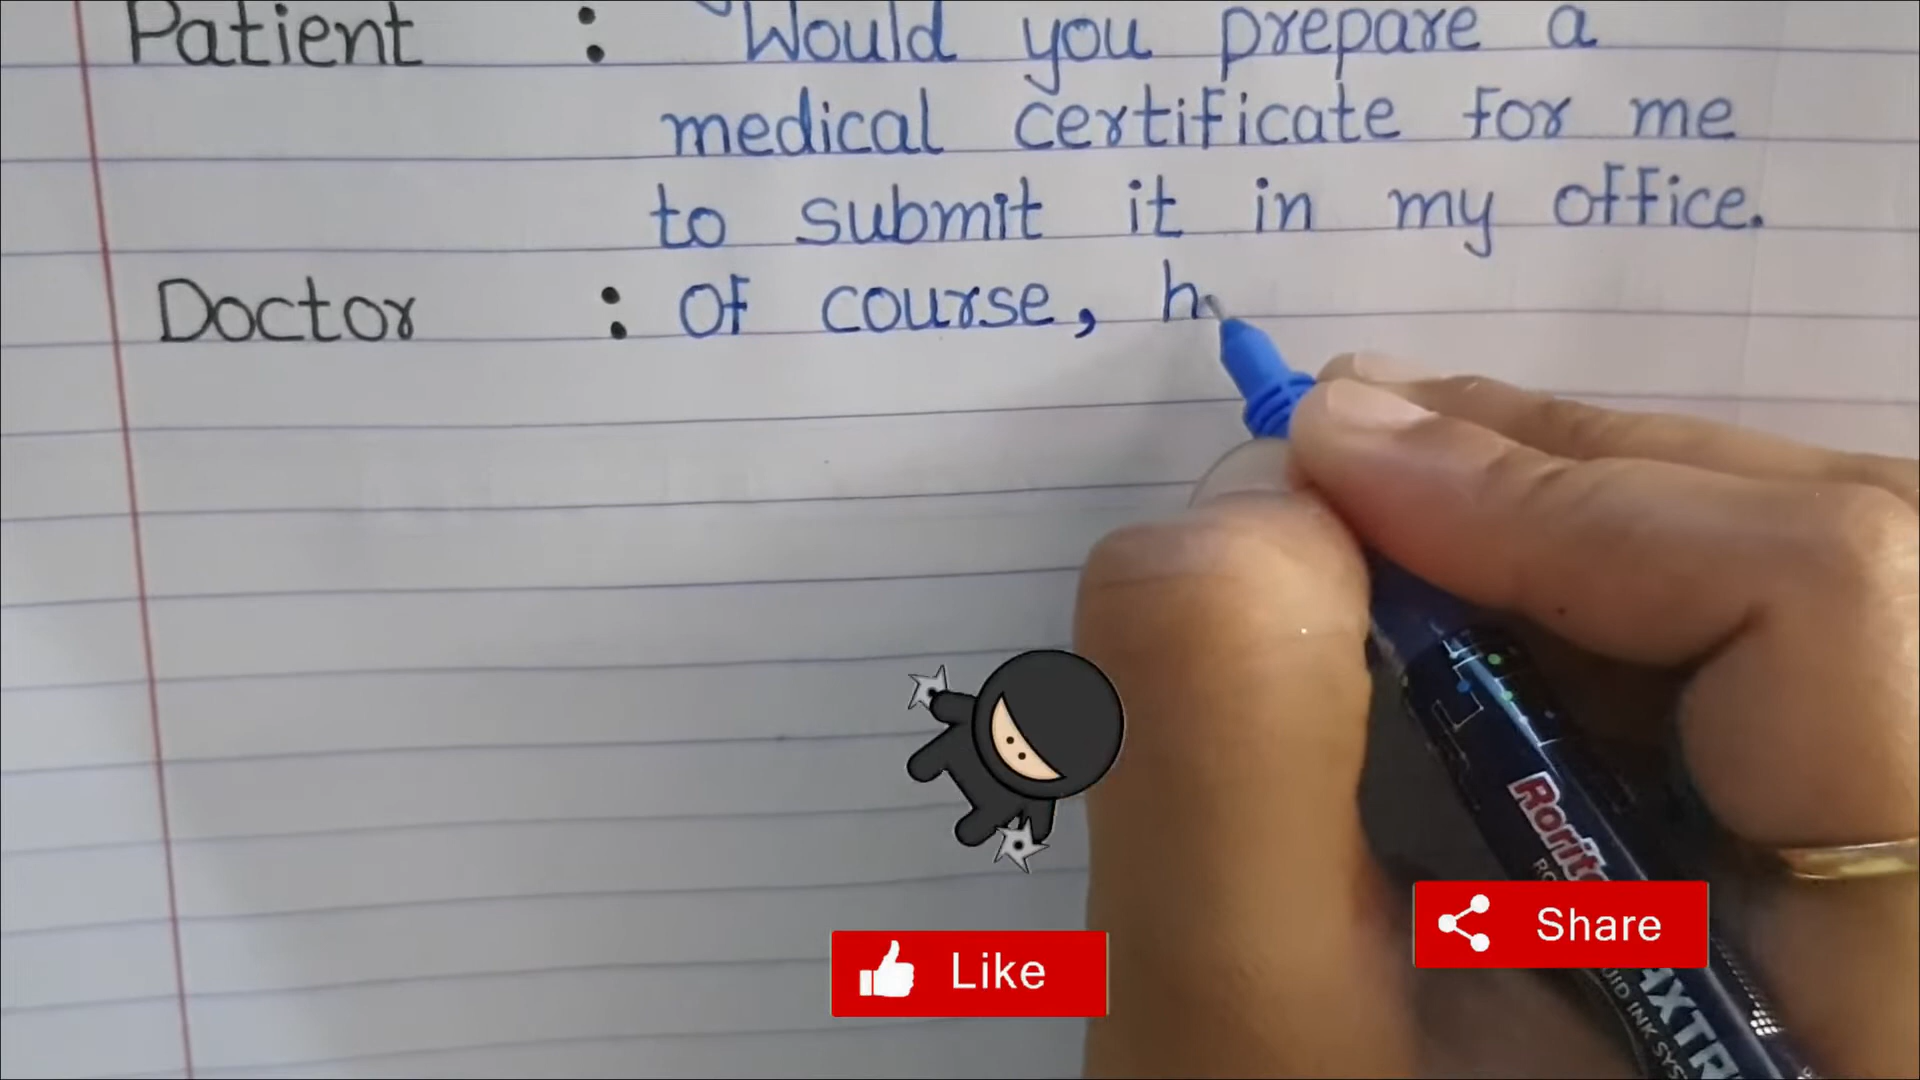 Patient : Would you prepare a
medical certificate for me
to submit it in my office.
Doctor : Of course, h
Like
Share